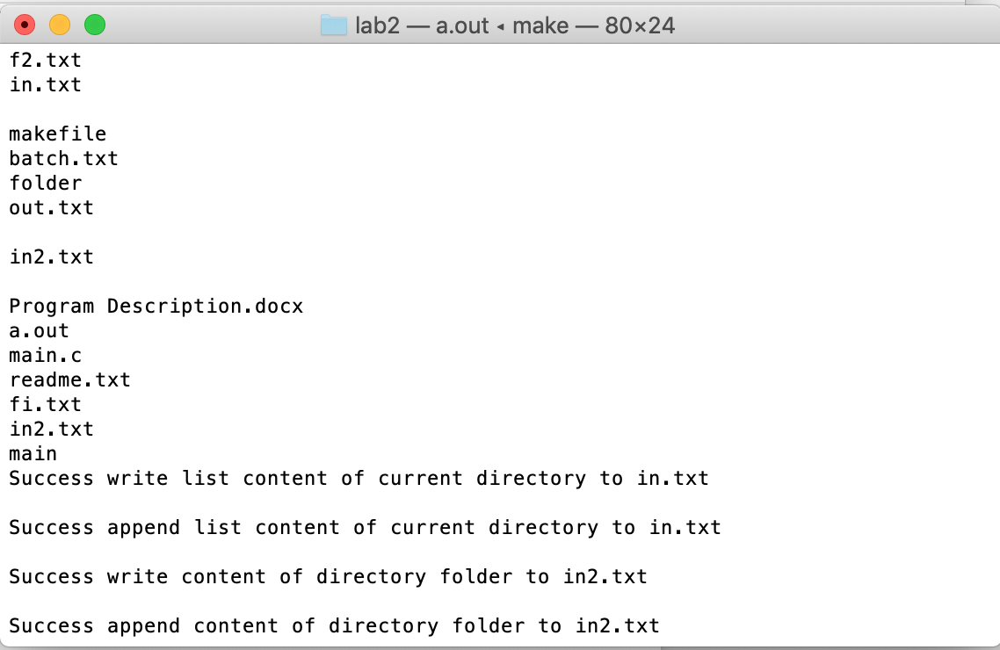 lab2 — a.out ◂ make — 80×24
f2.txt
in.txt
makefile
batch.txt
folder
out.txt
in2.txt
Program Description.docx
a.out
main.c
readme.txt
fi.txt
in2.txt
main
Success write list content of current directory to in.txt
Success append list content of current directory to in.txt
Success write content of directory folder to in2.txt
Success append content of directory folder to in2.txt